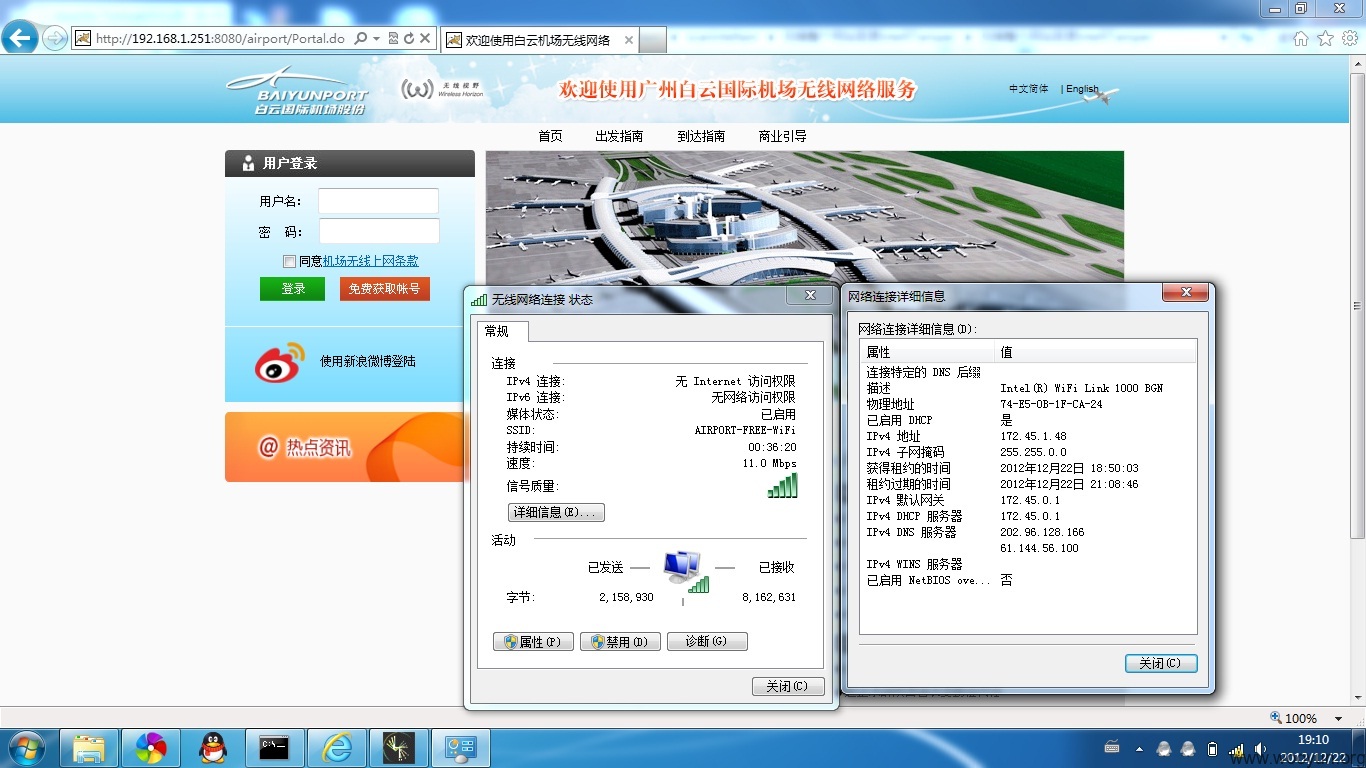 http://192.168.1.251:8080/airport/Portal.do
欢迎使用白云机场无线网络
BAIYUNPORT
白云国际机场股份
无线视野
Wireless Horizon
欢迎使用广州白云国际机场无线网络服务
中文简体 | English
首页 出发指南 到达指南 商业引导
用户登录
用户名：
密 码：
同意机场无线上网条款
登录 免费获取帐号
使用新浪微博登陆
@ 热点资讯
无线网络连接 状态
常规
连接
IPv4 连接: 无 Internet 访问权限
IPv6 连接: 无网络访问权限
媒体状态: 已启用
SSID: AIRPORT-FREE-WiFi
持续时间: 00:36:20
速度: 11.0 Mbps
信号质量:
详细信息(E)...
活动
已发送 — — 已接收
字节: 2,158,930 | 8,162,631
属性(P) 禁用(D) 诊断(G)
关闭(C)
网络连接详细信息
网络连接详细信息(D):
属性 值
连接特定的 DNS 后缀
描述 Intel(R) WiFi Link 1000 BGN
物理地址 74-E5-0B-1F-CA-24
已启用 DHCP 是
IPv4 地址 172.45.1.48
IPv4 子网掩码 255.255.0.0
获得租约的时间 2012年12月22日 18:50:03
租约过期的时间 2012年12月22日 21:08:46
IPv4 默认网关 172.45.0.1
IPv4 DHCP 服务器 172.45.0.1
IPv4 DNS 服务器 202.96.128.166
61.144.56.100
IPv4 WINS 服务器
已启用 NetBIOS ove... 否
关闭(C)
100%
19:10
2012/12/22